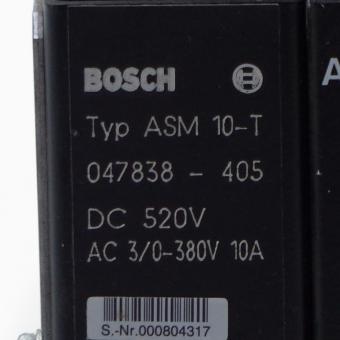 BOSCH
Typ ASM 10-T
047838 - 405
DC 520V
AC 3/0-380V 10A
S.-Nr.000804317
A